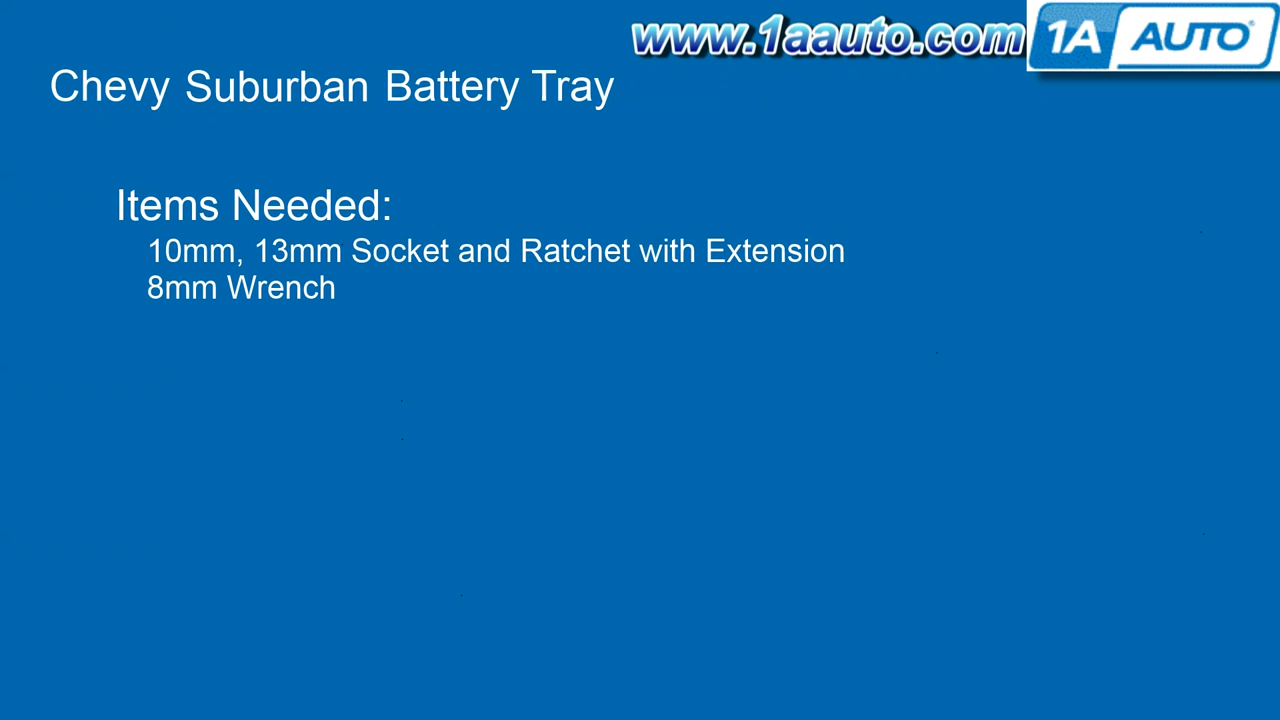 www.1aauto.com
1A AUTO®
Chevy Suburban Battery Tray
Items Needed:
10mm, 13mm Socket and Ratchet with Extension
8mm Wrench